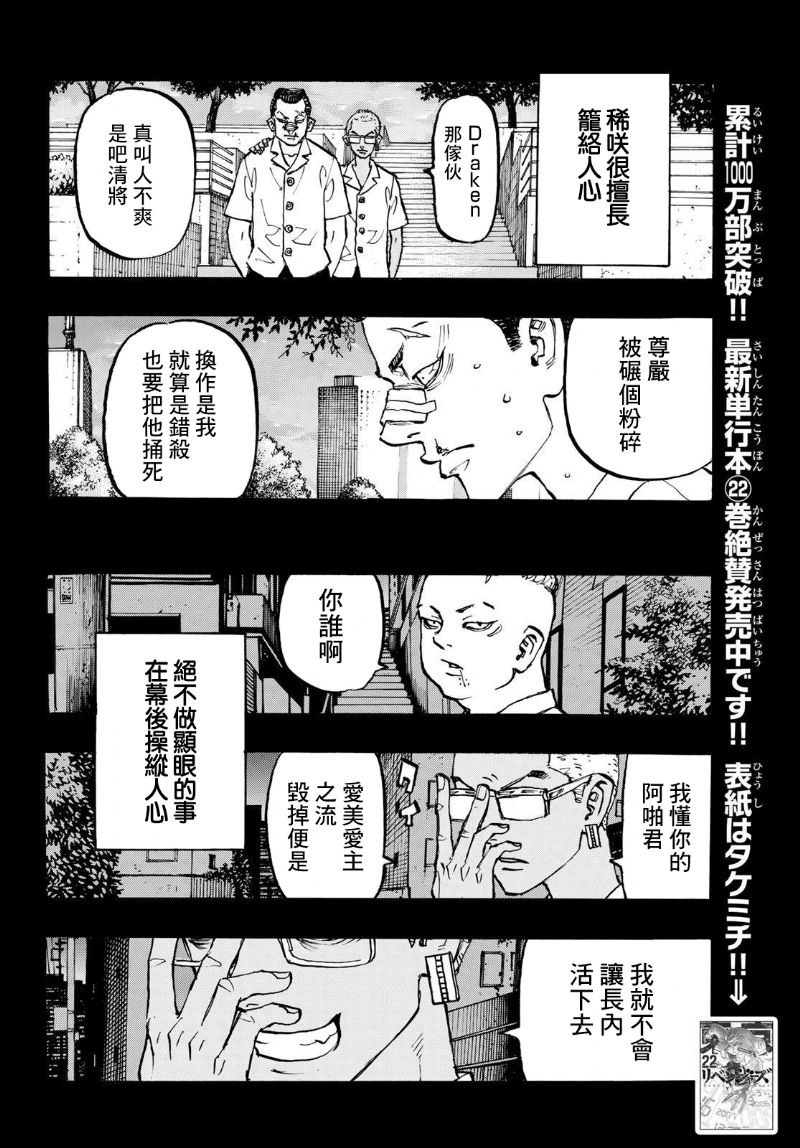 稀咲很擅長
籠絡人心
Draken
那傢伙
真叫人不爽
是吧清將
尊嚴
被碾個粉碎
換作是我
就算是錯殺
也要把他捅死
你誰啊
絕不做顯眼的事
在幕後操縱人心
我懂你的
阿啪君
愛美愛主
之流
毀掉便是
我就不會
讓長內
活下去
累計1000万部突破!! 最新単行本㉒巻絶賛発売中です!! 表紙はタケミチ!!⇓
るいけい まんぶとっぱ さいしんたんこうぼん かんぜっさんはつばいちゅう ひょうし
22
リベンジャーズ